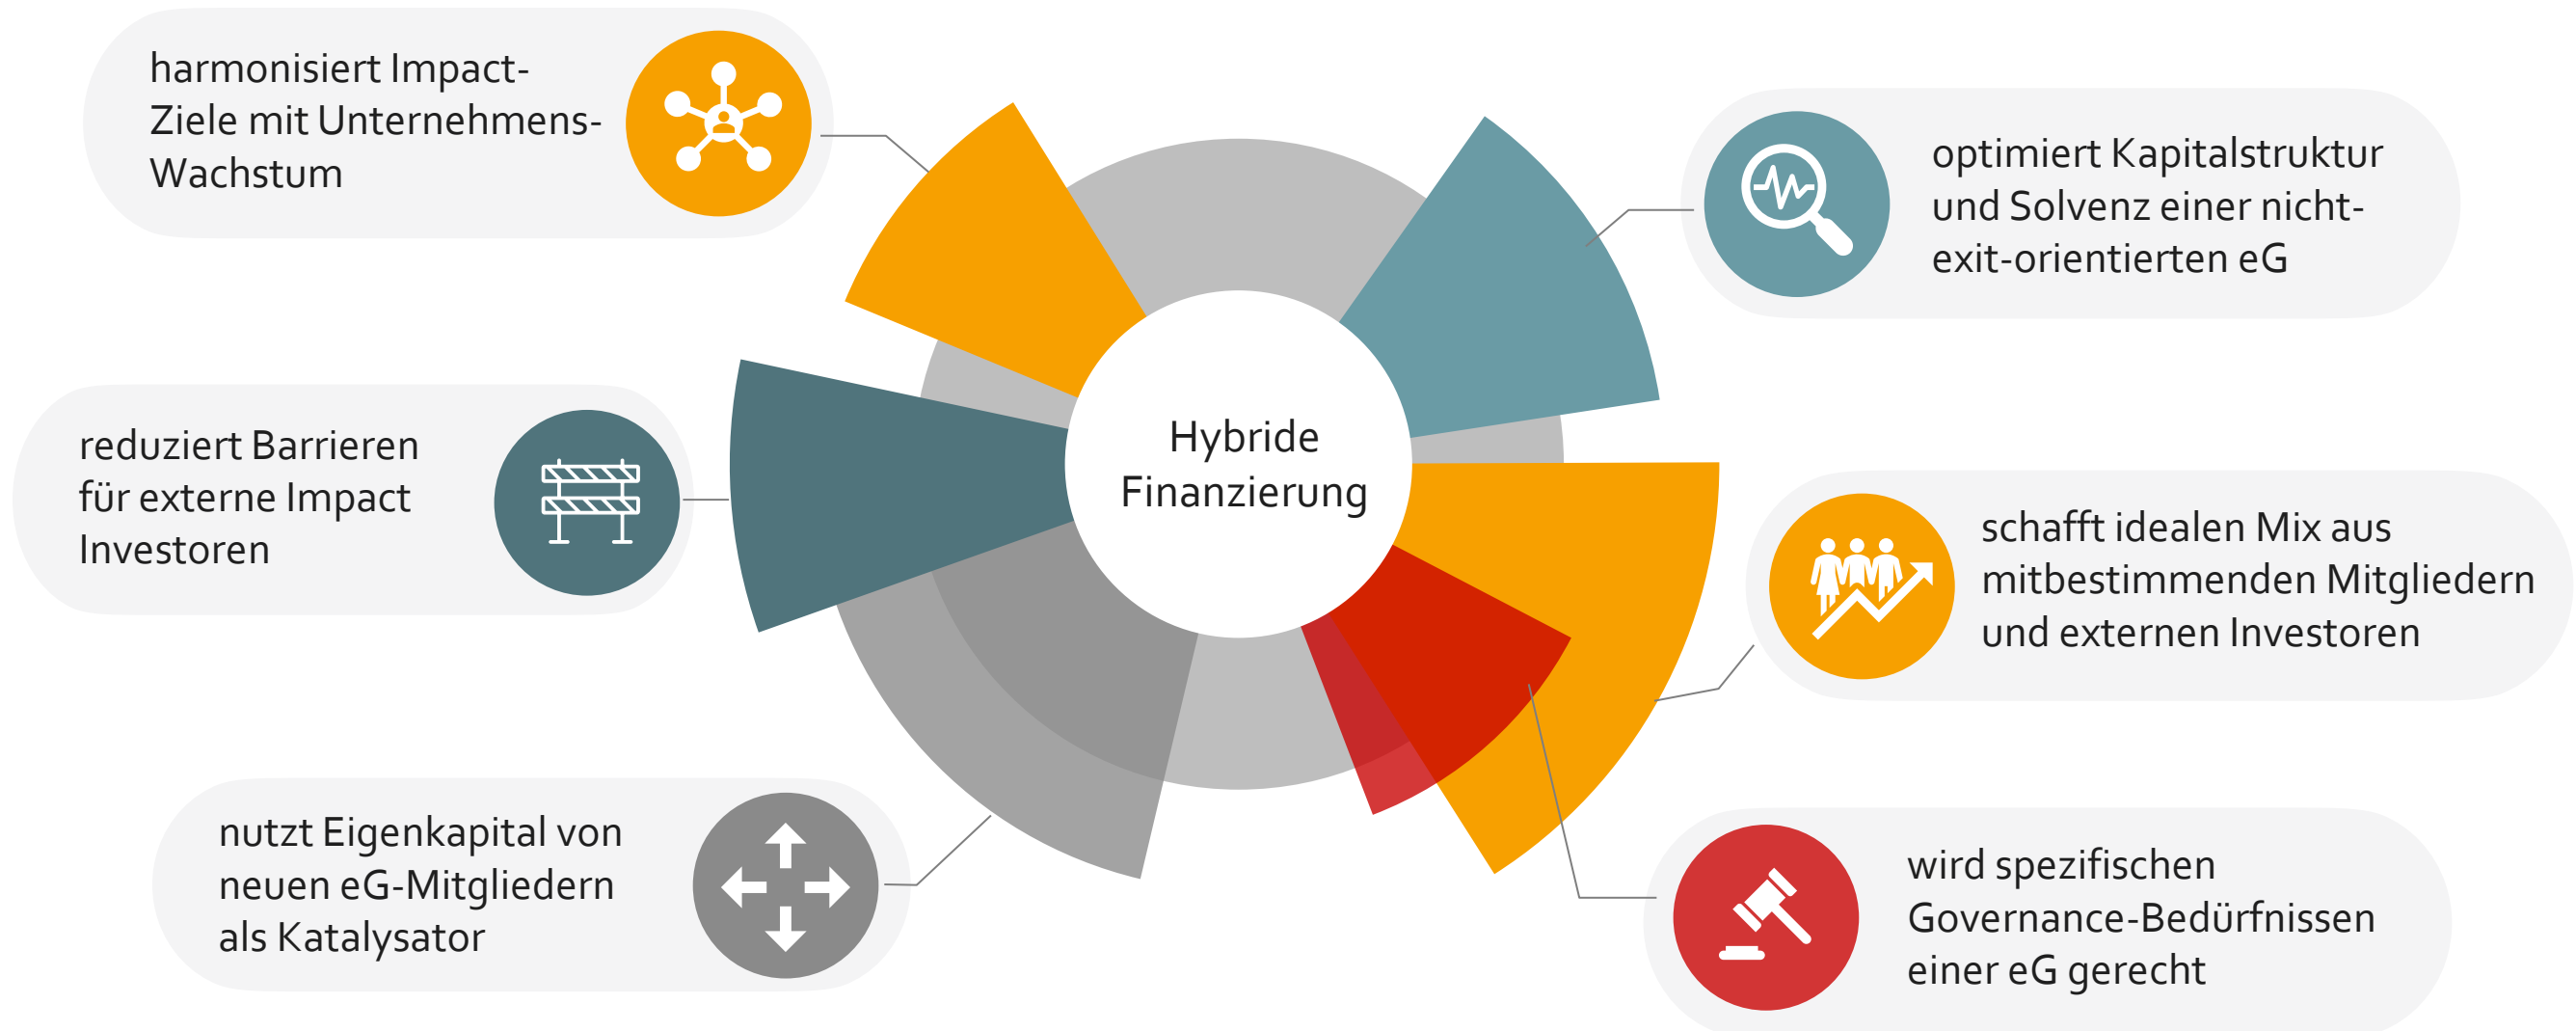 harmonisiert Impact-
Ziele mit Unternehmens-
Wachstum
optimiert Kapitalstruktur
und Solvenz einer nicht-
exit-orientierten eG
reduziert Barrieren
für externe Impact
Investoren
Hybride
Finanzierung
schafft idealen Mix aus
mitbestimmenden Mitgliedern
und externen Investoren
nutzt Eigenkapital von
neuen eG-Mitgliedern
als Katalysator
wird spezifischen
Governance-Bedürfnissen
einer eG gerecht